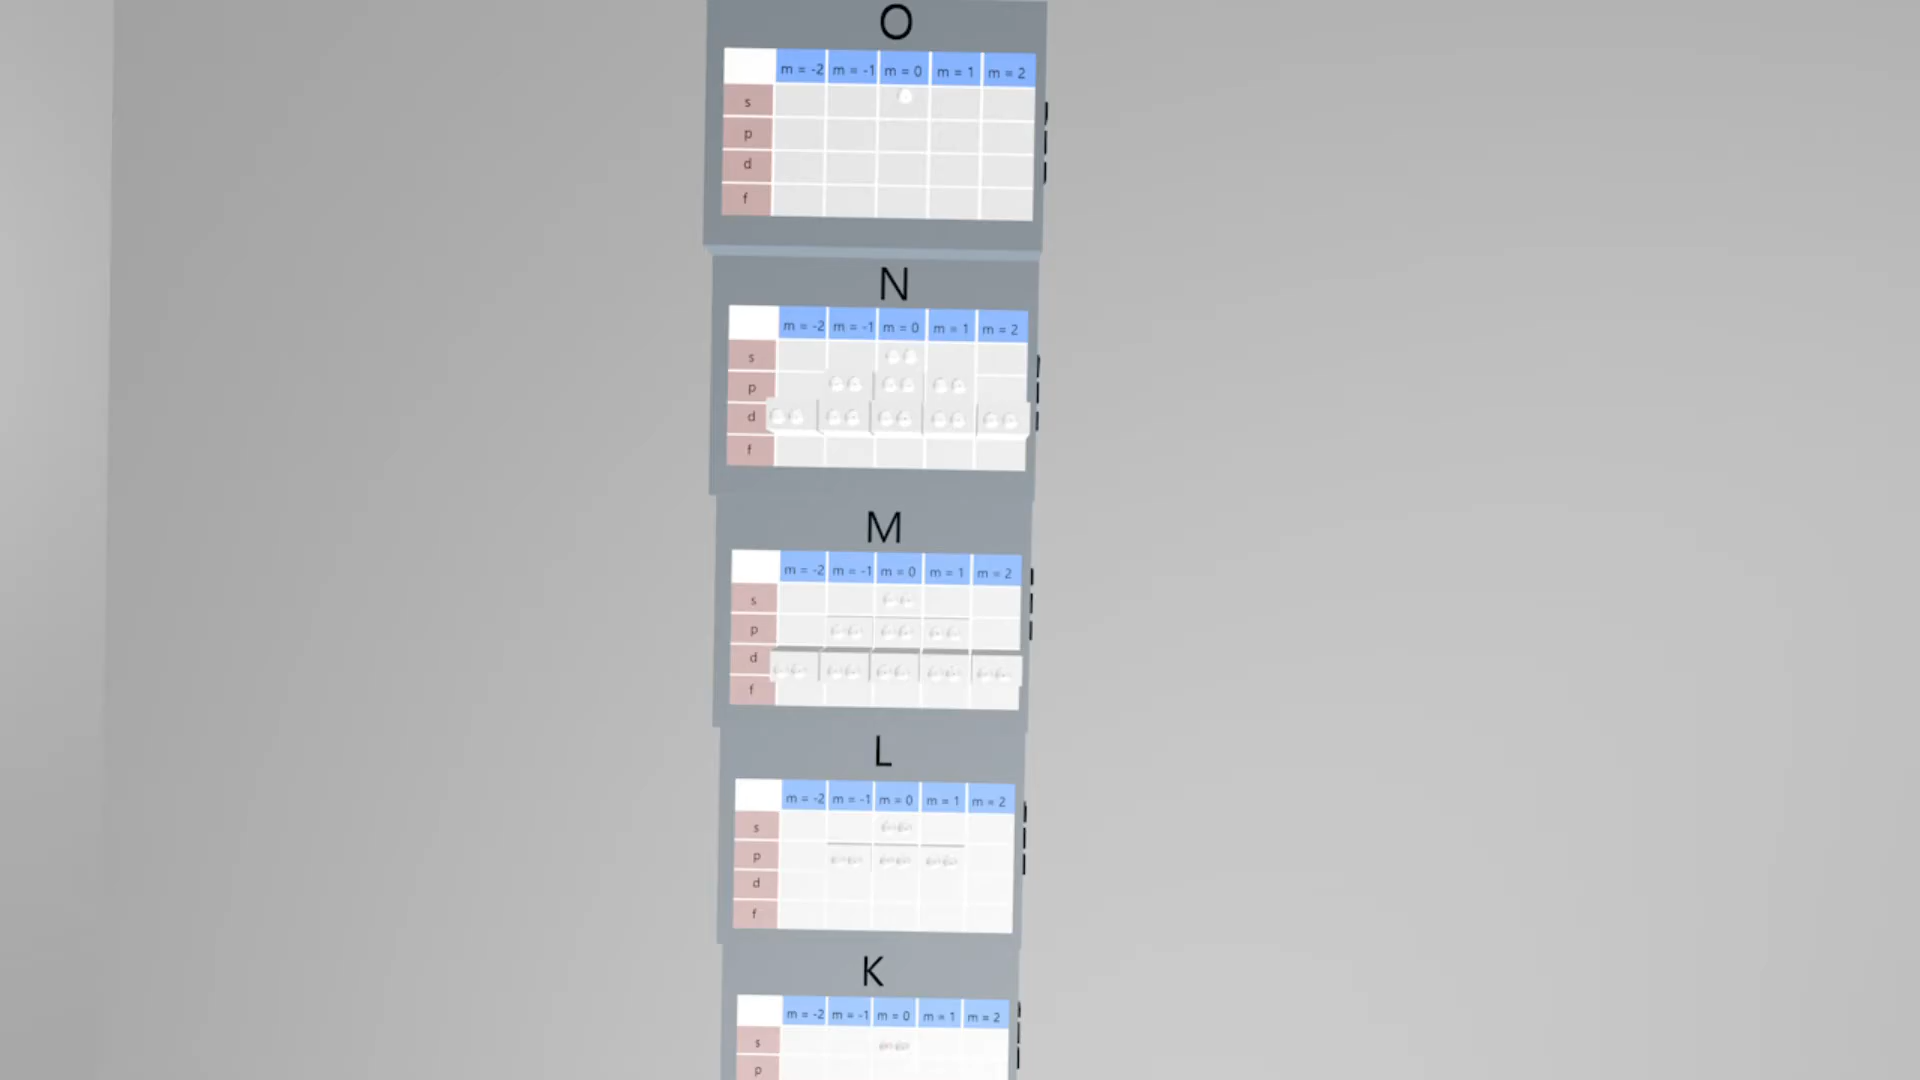 O
m = -2 m = -1 m = 0 m = 1 m = 2
s
p
d
f
N
m = -2 m = -1 m = 0 m = 1 m = 2
s
p
d
f
M
m = -2 m = -1 m = 0 m = 1 m = 2
s
p
d
f
L
m = -2 m = -1 m = 0 m = 1 m = 2
s
p
d
f
K
m = -2 m = -1 m = 0 m = 1 m = 2
s
p